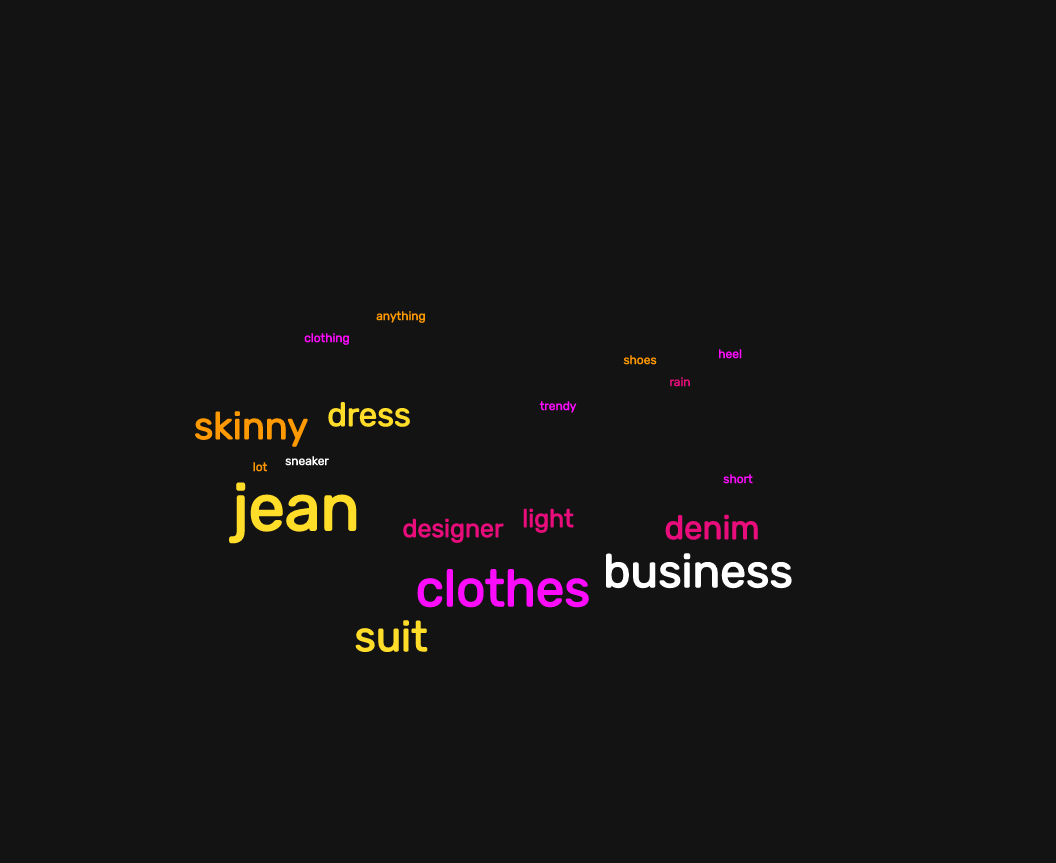 anything
clothing
heel
shoes
rain
trendy
dress
skinny
sneaker
lot
short
jean
light
designer
denim
business
clothes
suit